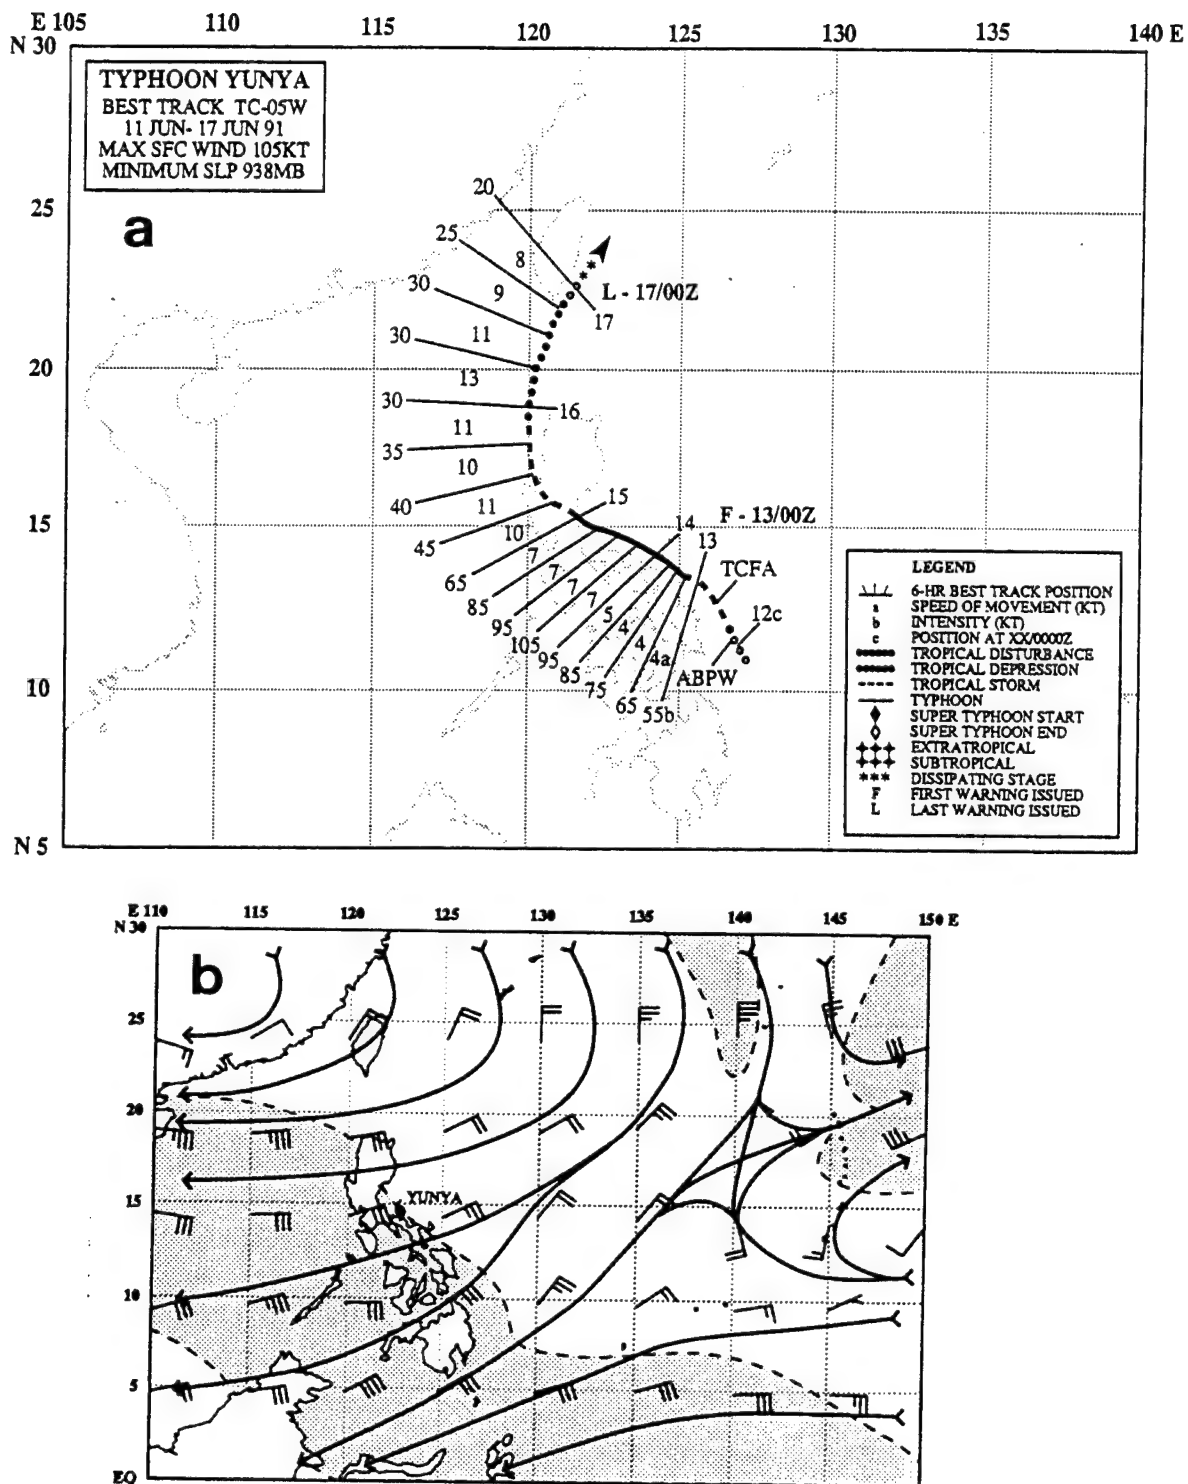 E 105
110
115
120
125
130
135
140 E
N 30
TYPHOON YUNYA
BEST TRACK TC-05W
11 JUN- 17 JUN 91
MAX SFC WIND 105KT
MINIMUM SLP 938MB
20
25
a
25
8
30
9
L - 17/00Z
17
30
11
20
13
30
16
11
35
10
40
11
15
15
14
F - 13/00Z
13
45
10
65
7
TCFA
85
7
7
12c
95
7
105
5
4
95
4
85
4a
ABPW
75
10
65
55b
LEGEND
6-HR BEST TRACK POSITION
a SPEED OF MOVEMENT (KT)
b INTENSITY (KT)
c POSITION AT XX/0000Z
TROPICAL DISTURBANCE
TROPICAL DEPRESSION
TROPICAL STORM
TYPHOON
SUPER TYPHOON START
SUPER TYPHOON END
EXTRATROPICAL
SUBTROPICAL
*** DISSIPATING STAGE
F FIRST WARNING ISSUED
L LAST WARNING ISSUED
N 5
E 110
115
120
125
130
135
140
145
150 E
N 30
b
25
20
15
YUNYA
10
5
EQ